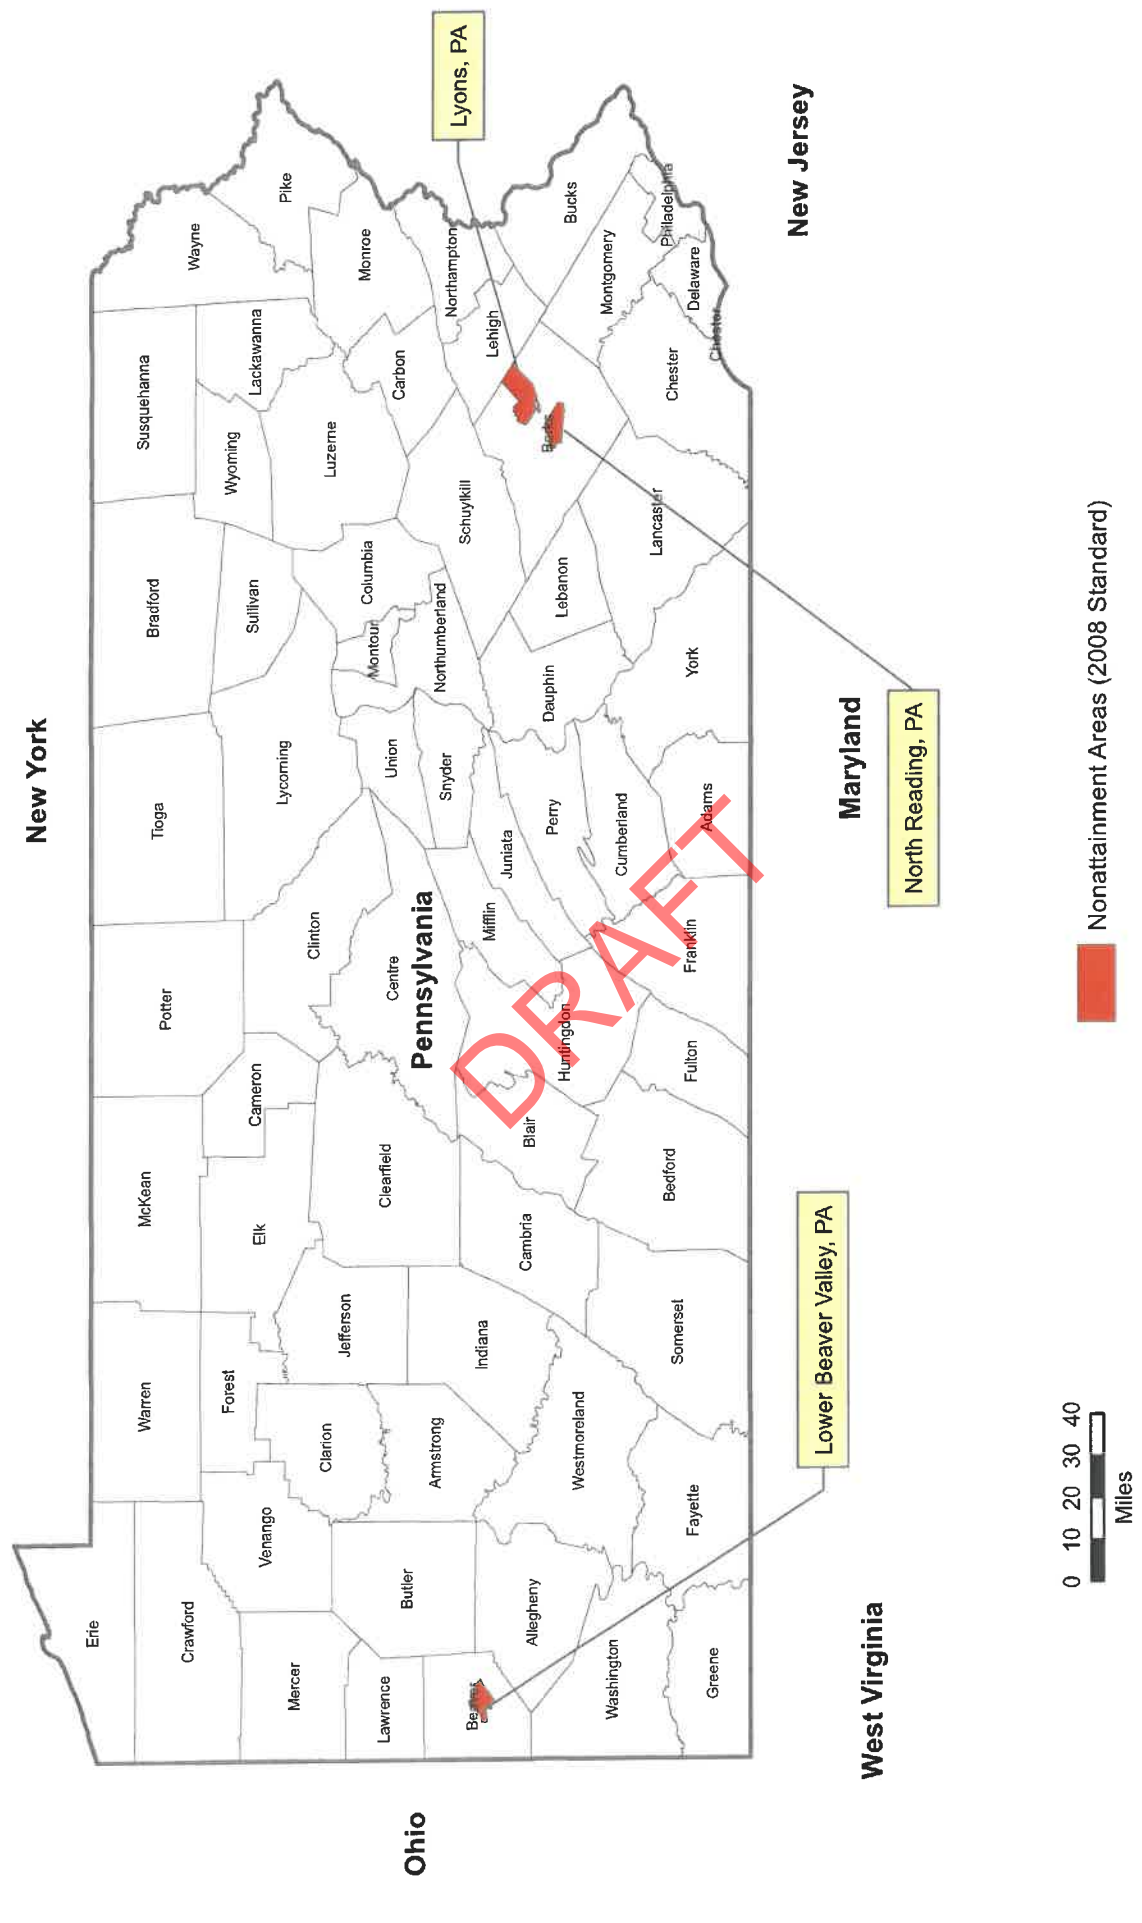 New York
Erie
Crawford
Warren
McKean
Potter
Tioga
Bradford
Susquehanna
Wayne
Pike
Wyoming
Lackawanna
Sullivan
Forest
Elk
Cameron
Clinton
Lycoming
Luzerne
Monroe
Venango
Mercer
Clarion
Jefferson
Clearfield
Centre
Union
Montour
Columbia
Carbon
Northampton
Lawrence
Butler
Armstrong
Indiana
Pennsylvania
Snyder
Northumberland
Schuylkill
Lehigh
Lyons, PA
Ohio
Beaver
Allegheny
Cambria
Blair
Huntingdon
Mifflin
Juniata
Perry
Dauphin
Lebanon
Berks
Bucks
Montgomery
Philadelphia
Washington
Westmoreland
Somerset
Bedford
Fulton
Franklin
Cumberland
Adams
York
Lancaster
Chester
Delaware
Chester
Greene
Fayette
DRAFT
West Virginia
Maryland
New Jersey
Lower Beaver Valley, PA
North Reading, PA
0 10 20 30 40
Miles
Nonattainment Areas (2008 Standard)